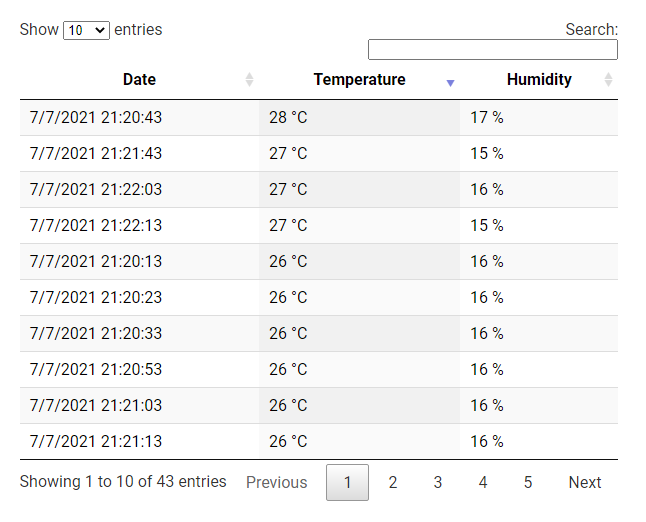 Show 10 entries
Search:
Date Temperature Humidity
7/7/2021 21:20:43 28 °C 17 %
7/7/2021 21:21:43 27 °C 15 %
7/7/2021 21:22:03 27 °C 16 %
7/7/2021 21:22:13 27 °C 15 %
7/7/2021 21:20:13 26 °C 16 %
7/7/2021 21:20:23 26 °C 16 %
7/7/2021 21:20:33 26 °C 16 %
7/7/2021 21:20:53 26 °C 16 %
7/7/2021 21:21:03 26 °C 16 %
7/7/2021 21:21:13 26 °C 16 %
Showing 1 to 10 of 43 entries Previous 1 2 3 4 5 Next